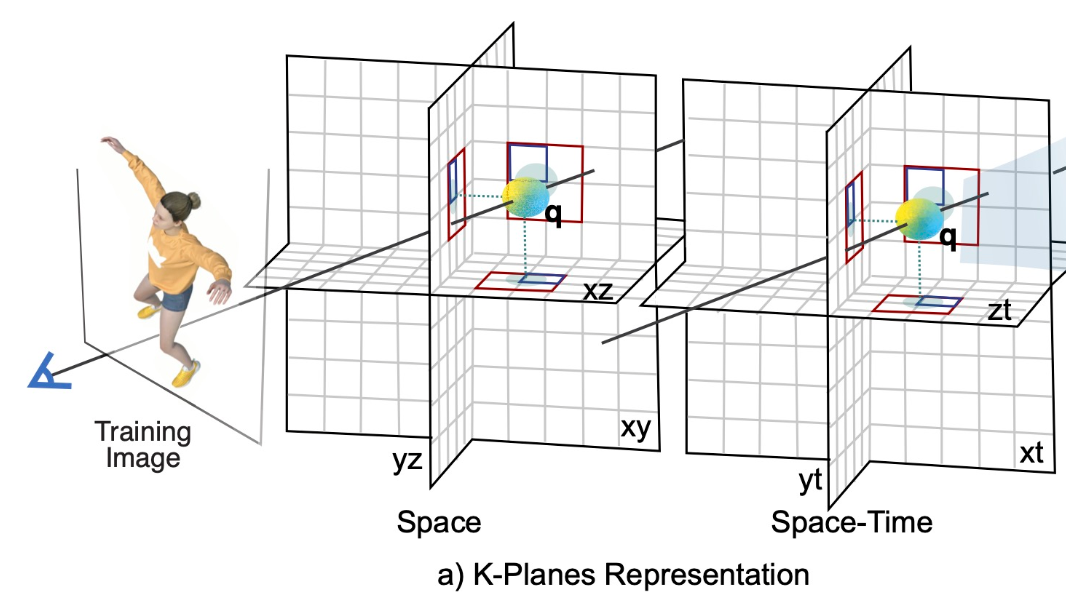 q
xz
xy
yz
q
zt
xt
yt
Training
Image
Space
Space-Time
a) K-Planes Representation